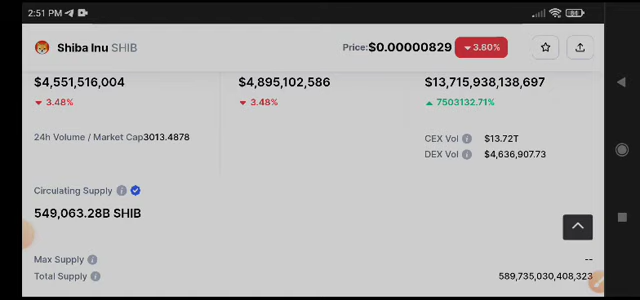 2:51 PM
Shiba Inu SHIB Price:$0.00000829 3.80%
$4,551,516,004 $4,895,102,586 $13,715,938,138,697
3.48% 3.48% 7503132.71%
24h Volume / Market Cap3013.4878 CEX Vol $13.72T
DEX Vol $4,636,907.73
Circulating Supply
549,063.28B SHIB
Max Supply --
Total Supply 589,735,030,408,323